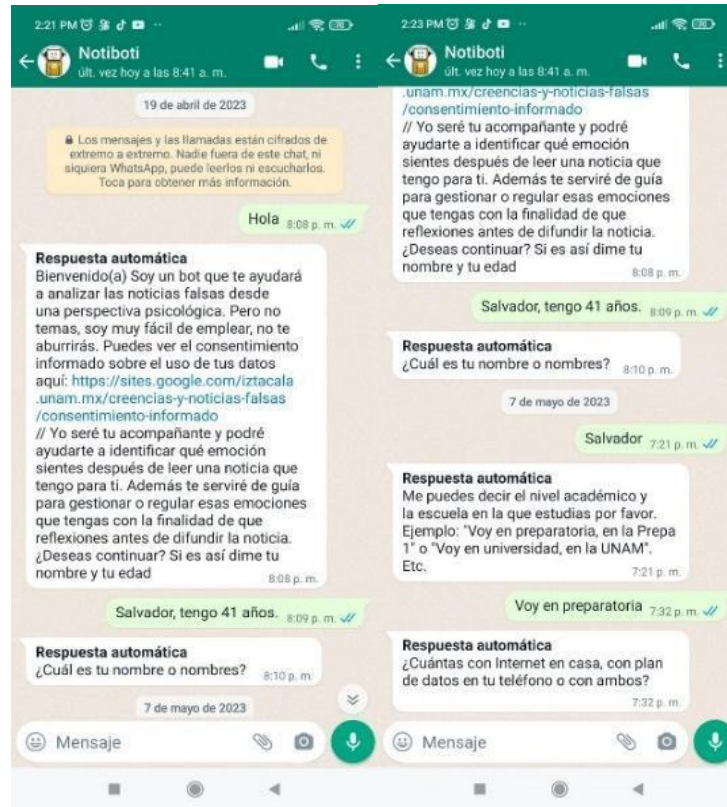 2:21 PM
Notiboti
últ. vez hoy a las 8:41 a. m.
19 de abril de 2023
Los mensajes y las llamadas están cifrados de
extremo a extremo. Nadie fuera de este chat, ni
siquiera WhatsApp, puede leerlos ni escucharlos.
Toca para obtener más información.
Hola 8:08 p. m.
Respuesta automática
Bienvenido(a) Soy un bot que te ayudará
a analizar las noticias falsas desde
una perspectiva psicológica. Pero no
temas, soy muy fácil de emplear, no te
aburrirás. Puedes ver el consentimiento
informado sobre el uso de tus datos
aquí: https://sites.google.com/iztacala
.unam.mx/creencias-y-noticias-falsas
/consentimiento-informado
// Yo seré tu acompañante y podré
ayudarte a identificar qué emoción
sientes después de leer una noticia que
tengo para ti. Además te serviré de guía
para gestionar o regular esas emociones
que tengas con la finalidad de que
reflexiones antes de difundir la noticia.
¿Deseas continuar? Si es así dime tu
nombre y tu edad 8:08 p. m.
Salvador, tengo 41 años. 8:09 p. m.
Respuesta automática
¿Cuál es tu nombre o nombres? 8:10 p. m.
7 de mayo de 2023
Mensaje
2:23 PM
Notiboti
últ. vez hoy a las 8:41 a. m.
.unam.mx/creencias-y-noticias-falsas
/consentimiento-informado
// Yo seré tu acompañante y podré
ayudarte a identificar qué emoción
sientes después de leer una noticia que
tengo para ti. Además te serviré de guía
para gestionar o regular esas emociones
que tengas con la finalidad de que
reflexiones antes de difundir la noticia.
¿Deseas continuar? Si es así dime tu
nombre y tu edad 8:08 p. m.
Salvador, tengo 41 años. 8:09 p. m.
Respuesta automática
¿Cuál es tu nombre o nombres? 8:10 p. m.
7 de mayo de 2023
Salvador 7:21 p. m.
Respuesta automática
Me puedes decir el nivel académico y
la escuela en la que estudias por favor.
Ejemplo: "Voy en preparatoria, en la Prepa
1" o "Voy en universidad, en la UNAM".
Etc. 7:21 p. m.
Voy en preparatoria 7:32 p. m.
Respuesta automática
¿Cuántas con Internet en casa, con plan
de datos en tu teléfono o con ambos?
7:32 p. m.
Mensaje